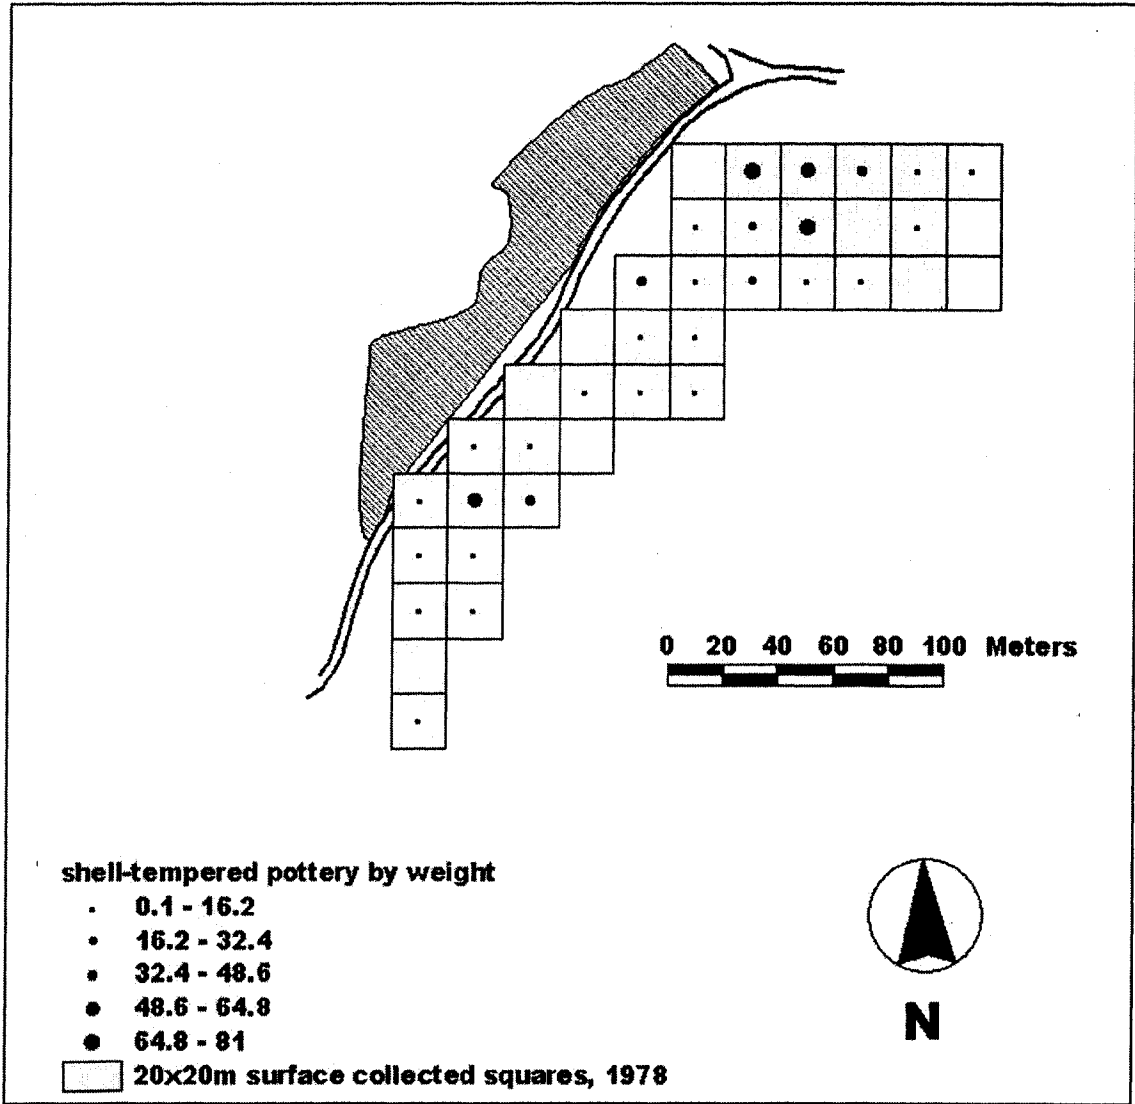 0 20 40 60 80 100 Meters
shell-tempered pottery by weight
0.1 - 16.2
16.2 - 32.4
32.4 - 48.6
48.6 - 64.8
64.8 - 81
20x20m surface collected squares, 1978
N